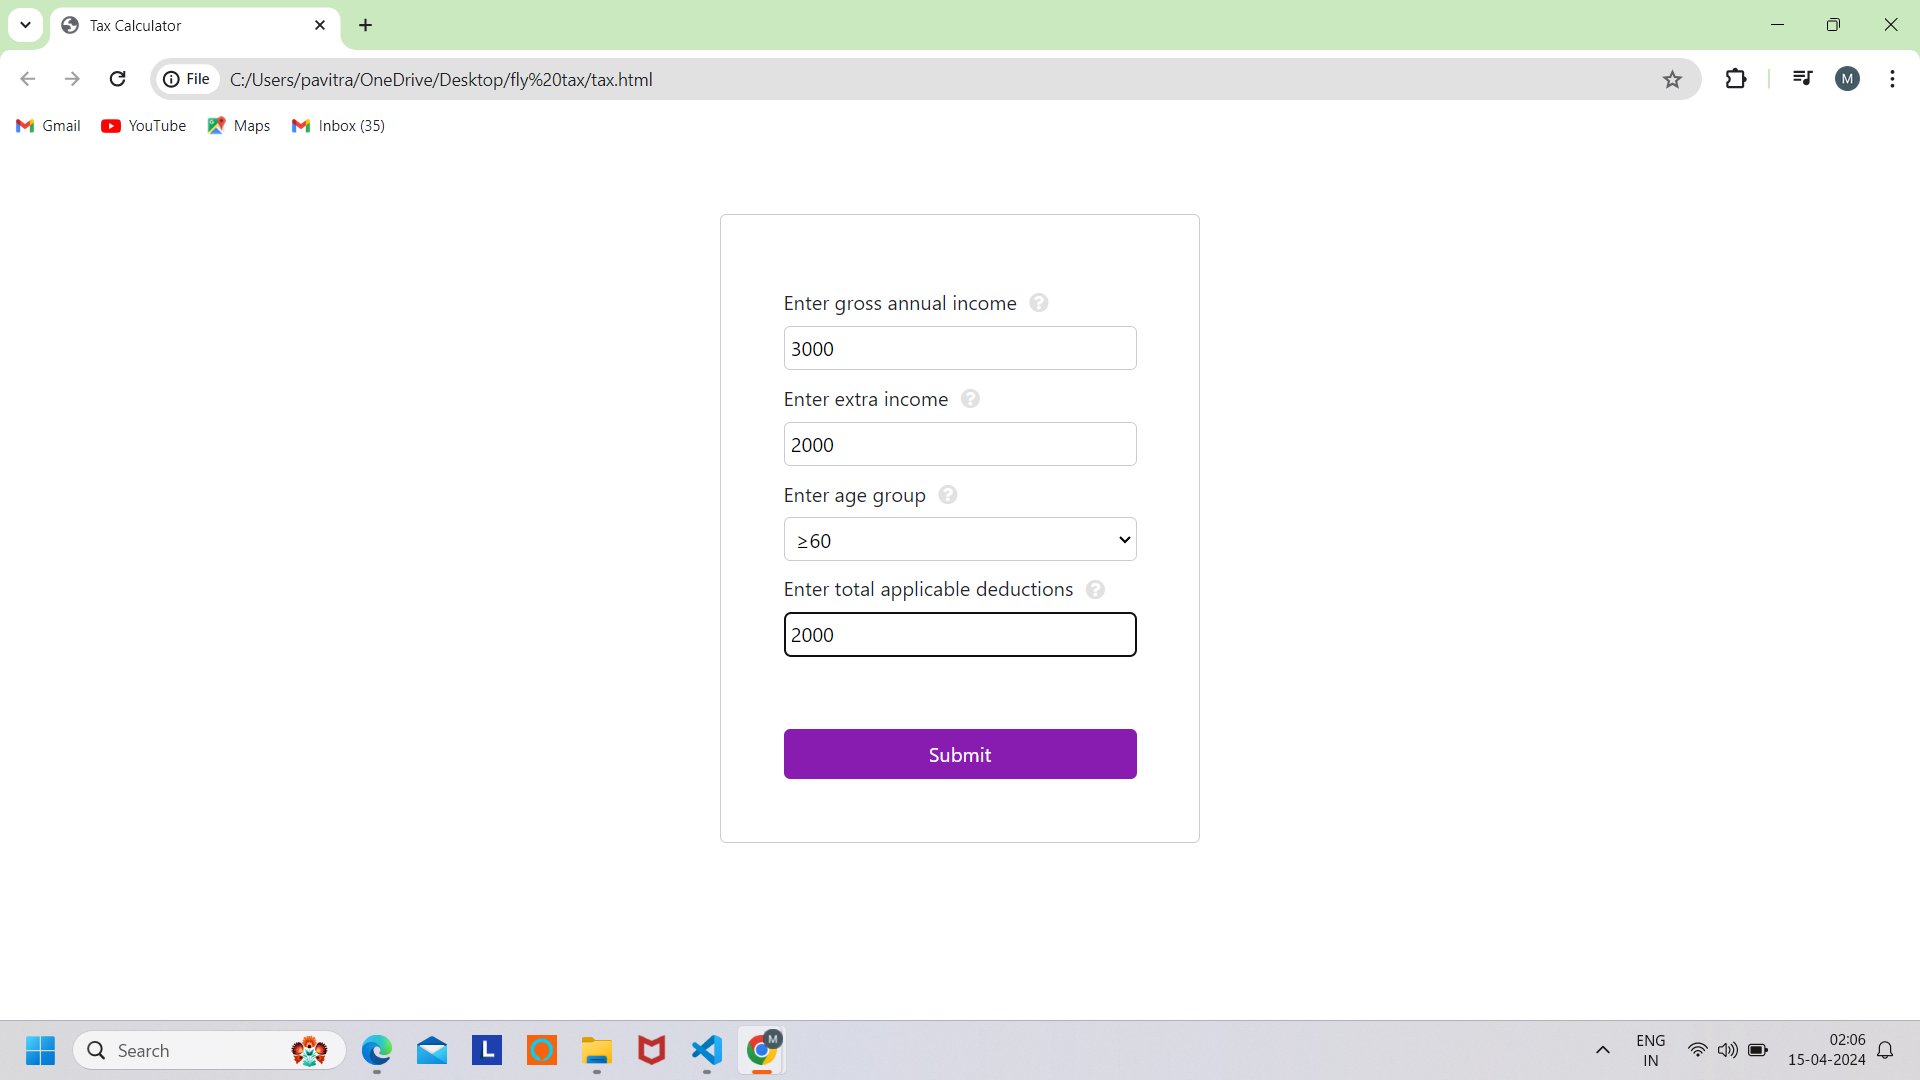 Tax Calculator
File
C:/Users/pavitra/OneDrive/Desktop/fly%20tax/tax.html
M
Gmail
YouTube
Maps
Inbox (35)
Enter gross annual income ?
3000
Enter extra income ?
2000
Enter age group ?
≥60
Enter total applicable deductions ?
2000
Submit
Search
L
M
ENG
IN
02:06
15-04-2024